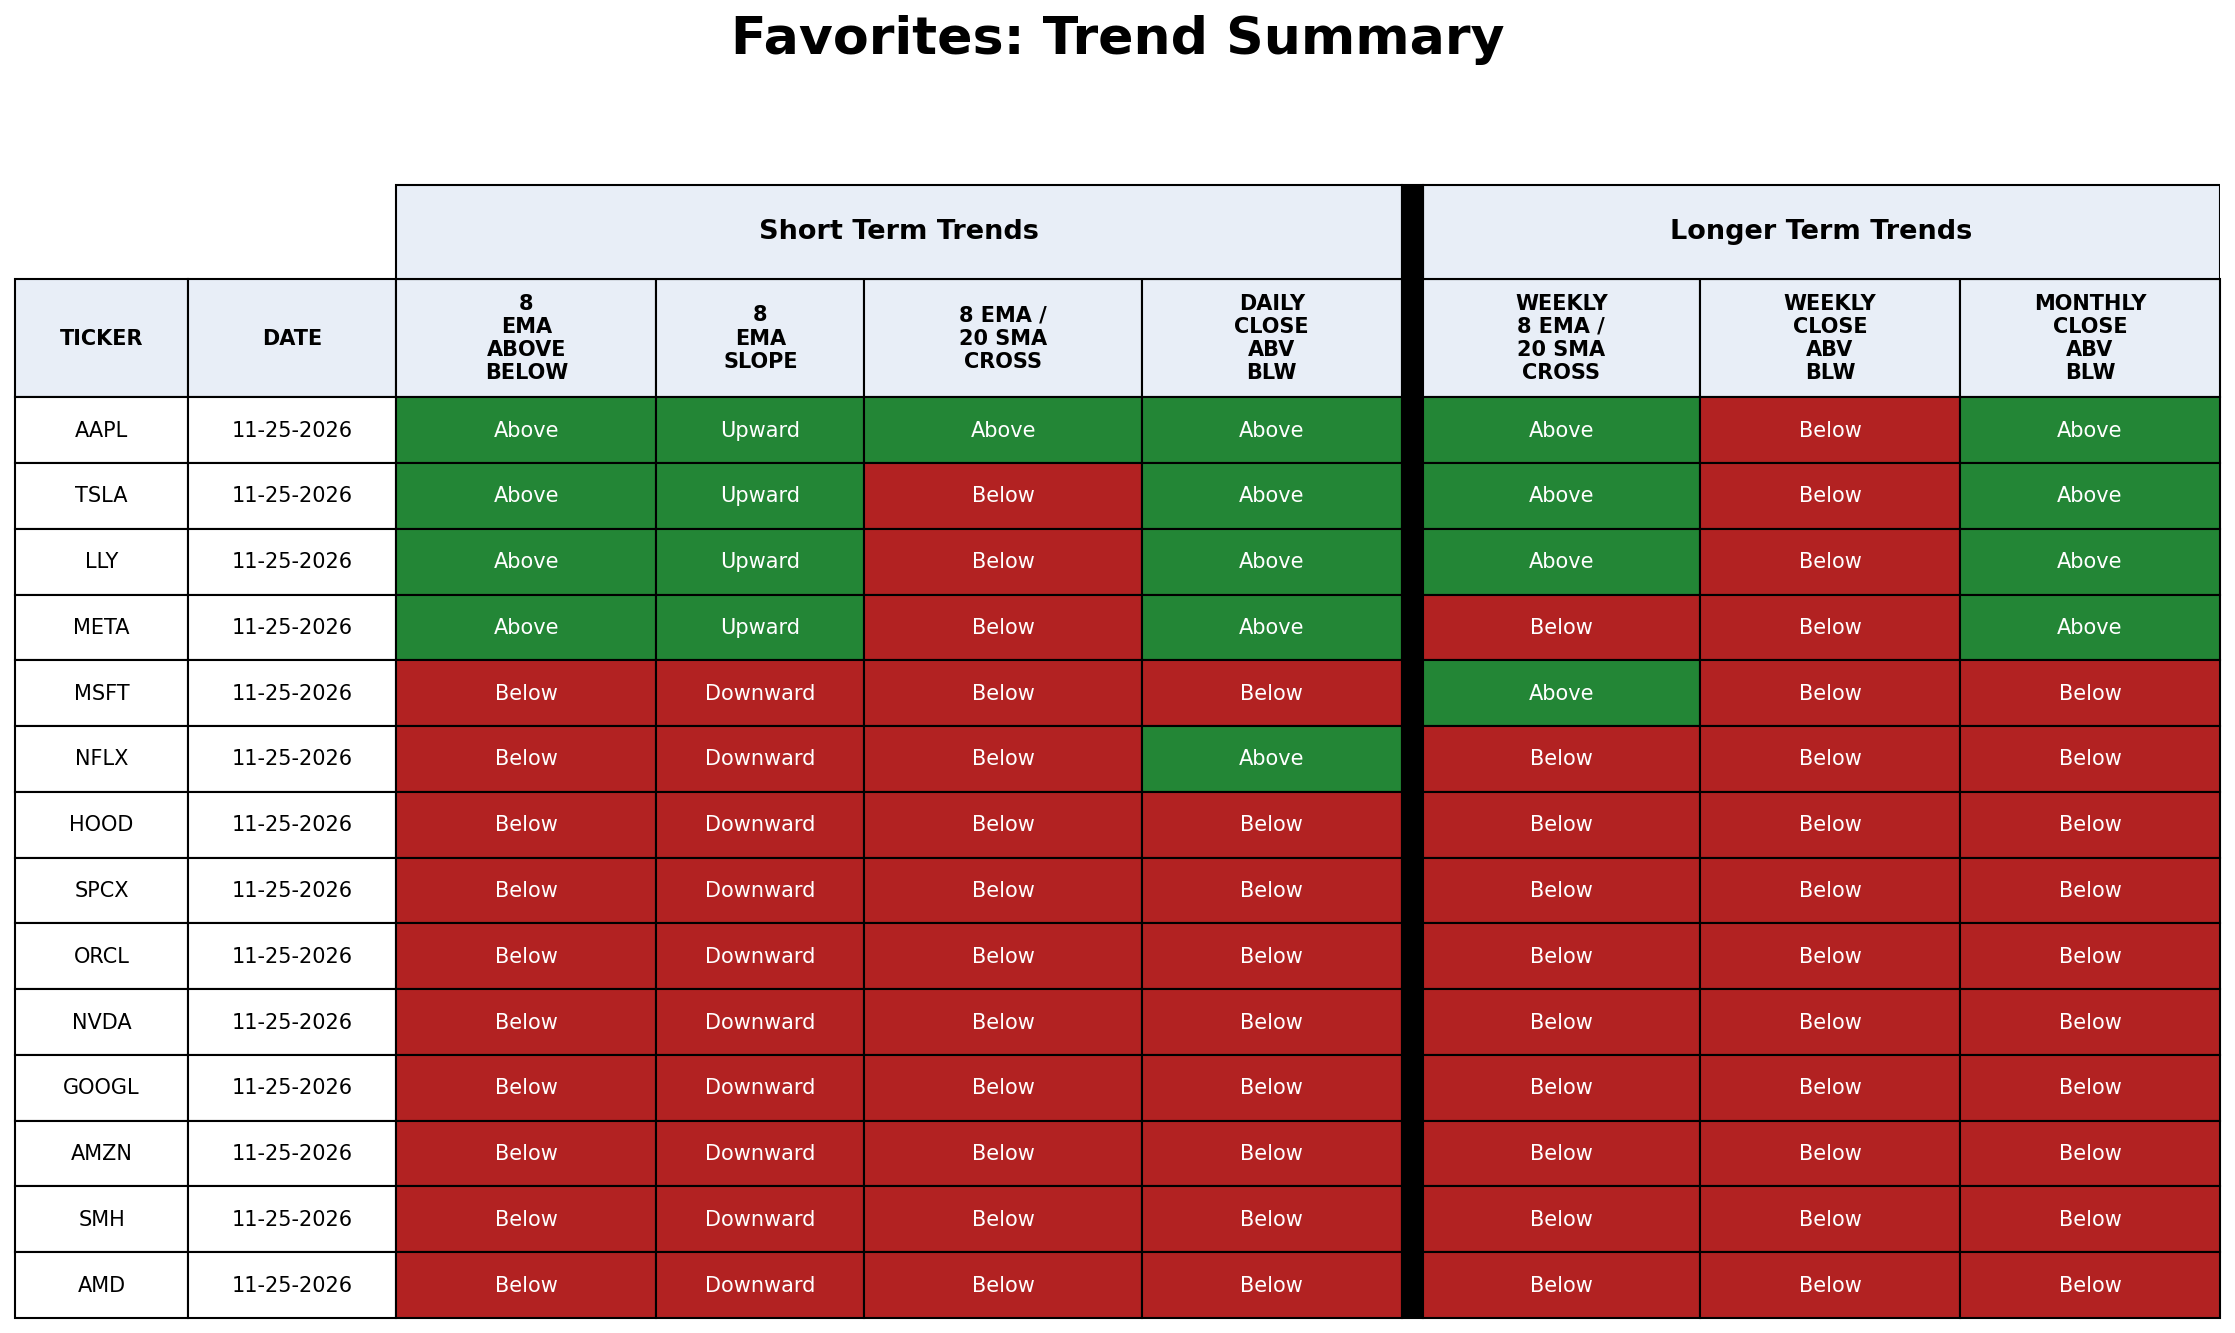 Favorites: Trend Summary
Short Term Trends Longer Term Trends
TICKER DATE 8 EMA ABOVE BELOW 8 EMA SLOPE 8 EMA / 20 SMA CROSS DAILY CLOSE ABV BLW WEEKLY 8 EMA / 20 SMA CROSS WEEKLY CLOSE ABV BLW MONTHLY CLOSE ABV BLW
AAPL 11-25-2026 Above Upward Above Above Above Below Above
TSLA 11-25-2026 Above Upward Below Above Above Below Above
LLY 11-25-2026 Above Upward Below Above Above Below Above
META 11-25-2026 Above Upward Below Above Below Below Above
MSFT 11-25-2026 Below Downward Below Below Above Below Below
NFLX 11-25-2026 Below Downward Below Above Below Below Below
HOOD 11-25-2026 Below Downward Below Below Below Below Below
SPCX 11-25-2026 Below Downward Below Below Below Below Below
ORCL 11-25-2026 Below Downward Below Below Below Below Below
NVDA 11-25-2026 Below Downward Below Below Below Below Below
GOOGL 11-25-2026 Below Downward Below Below Below Below Below
AMZN 11-25-2026 Below Downward Below Below Below Below Below
SMH 11-25-2026 Below Downward Below Below Below Below Below
AMD 11-25-2026 Below Downward Below Below Below Below Below